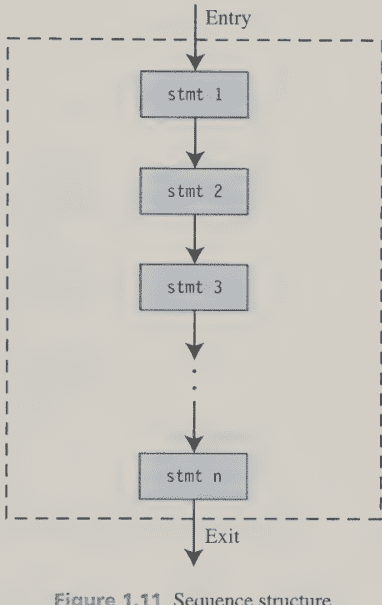 Entry
stmt 1
stmt 2
stmt 3
stmt n
Exit
Figure 1.11 Sequence structure